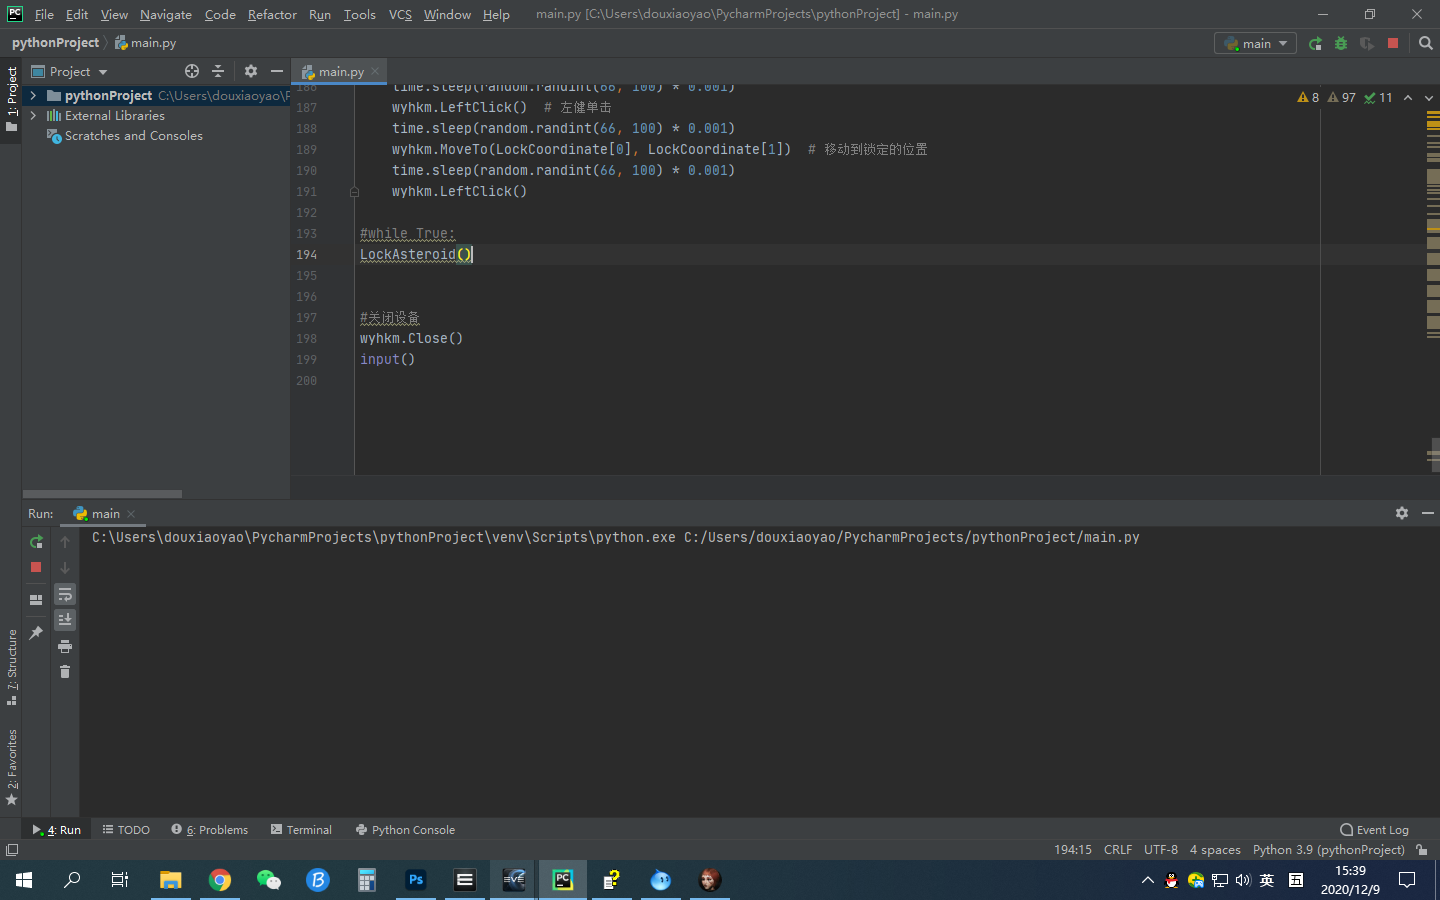 File Edit View Navigate Code Refactor Run Tools VCS Window Help main.py [C:\Users\douxiaoyao\PycharmProjects\pythonProject] - main.py
pythonProject main.py main
Project main.py
1: Project
pythonProject C:\Users\douxiaoyao\P
External Libraries
Scratches and Consoles
8 97 11
186 time.sleep(random.randint(66, 100) * 0.001)
187 wyhkm.LeftClick() # 左健单击
188 time.sleep(random.randint(66, 100) * 0.001)
189 wyhkm.MoveTo(LockCoordinate[0], LockCoordinate[1]) # 移动到锁定的位置
190 time.sleep(random.randint(66, 100) * 0.001)
191 wyhkm.LeftClick()
192
193 #while True:
194 LockAsteroid()
195
196
197 #关闭设备
198 wyhkm.Close()
199 input()
200
Run: main
C:\Users\douxiaoyao\PycharmProjects\pythonProject\venv\Scripts\python.exe C:/Users/douxiaoyao/PycharmProjects/pythonProject/main.py
7: Structure
2: Favorites
4: Run TODO 6: Problems Terminal Python Console Event Log
194:15 CRLF UTF-8 4 spaces Python 3.9 (pythonProject)
英 五 15:39
2020/12/9